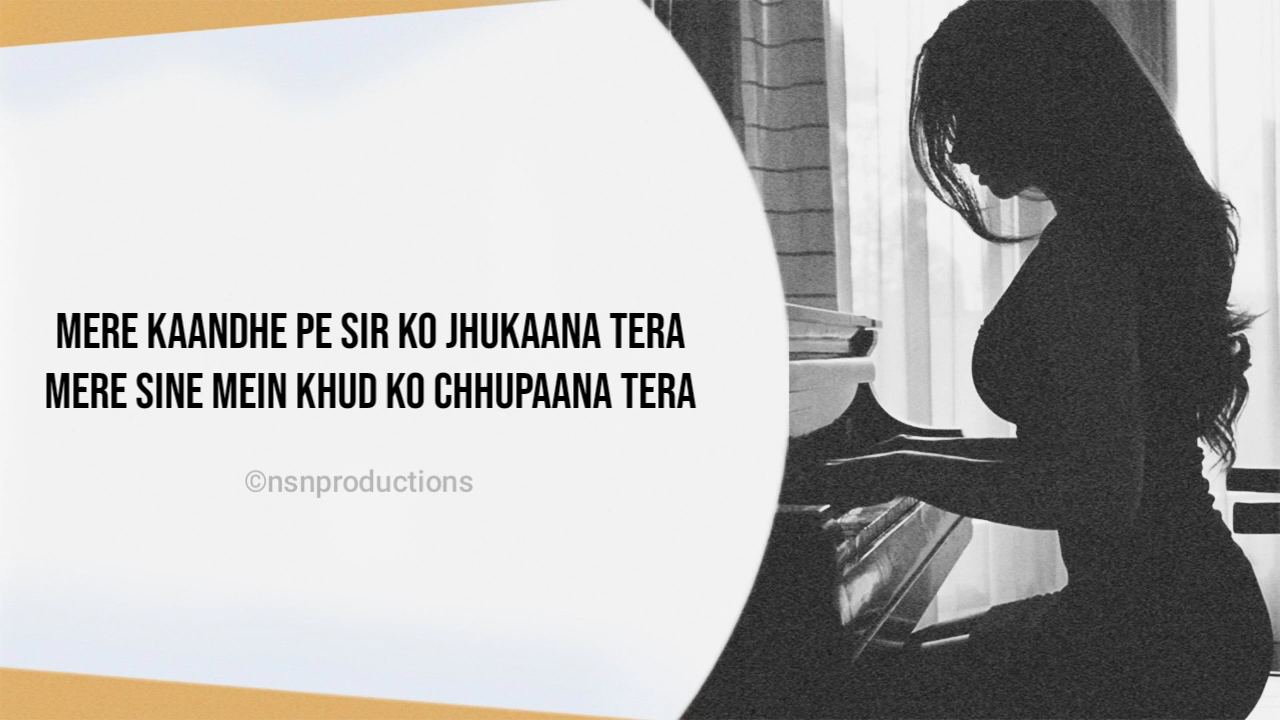 MERE KAANDHE PE SIR KO JHUKAANA TERA
MERE SINE MEIN KHUD KO CHHUPAANA TERA
©nsnproductions